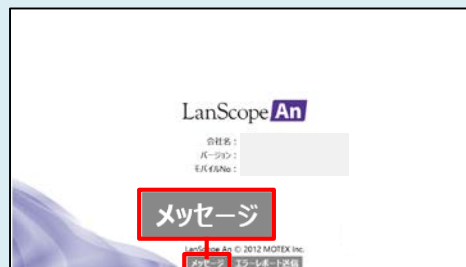 LanScope An
会社名：
バージョン：
モバイルNo：
メッセージ
LanScope An © 2012 MOTEX Inc.
メッセージ エラーレポート送信